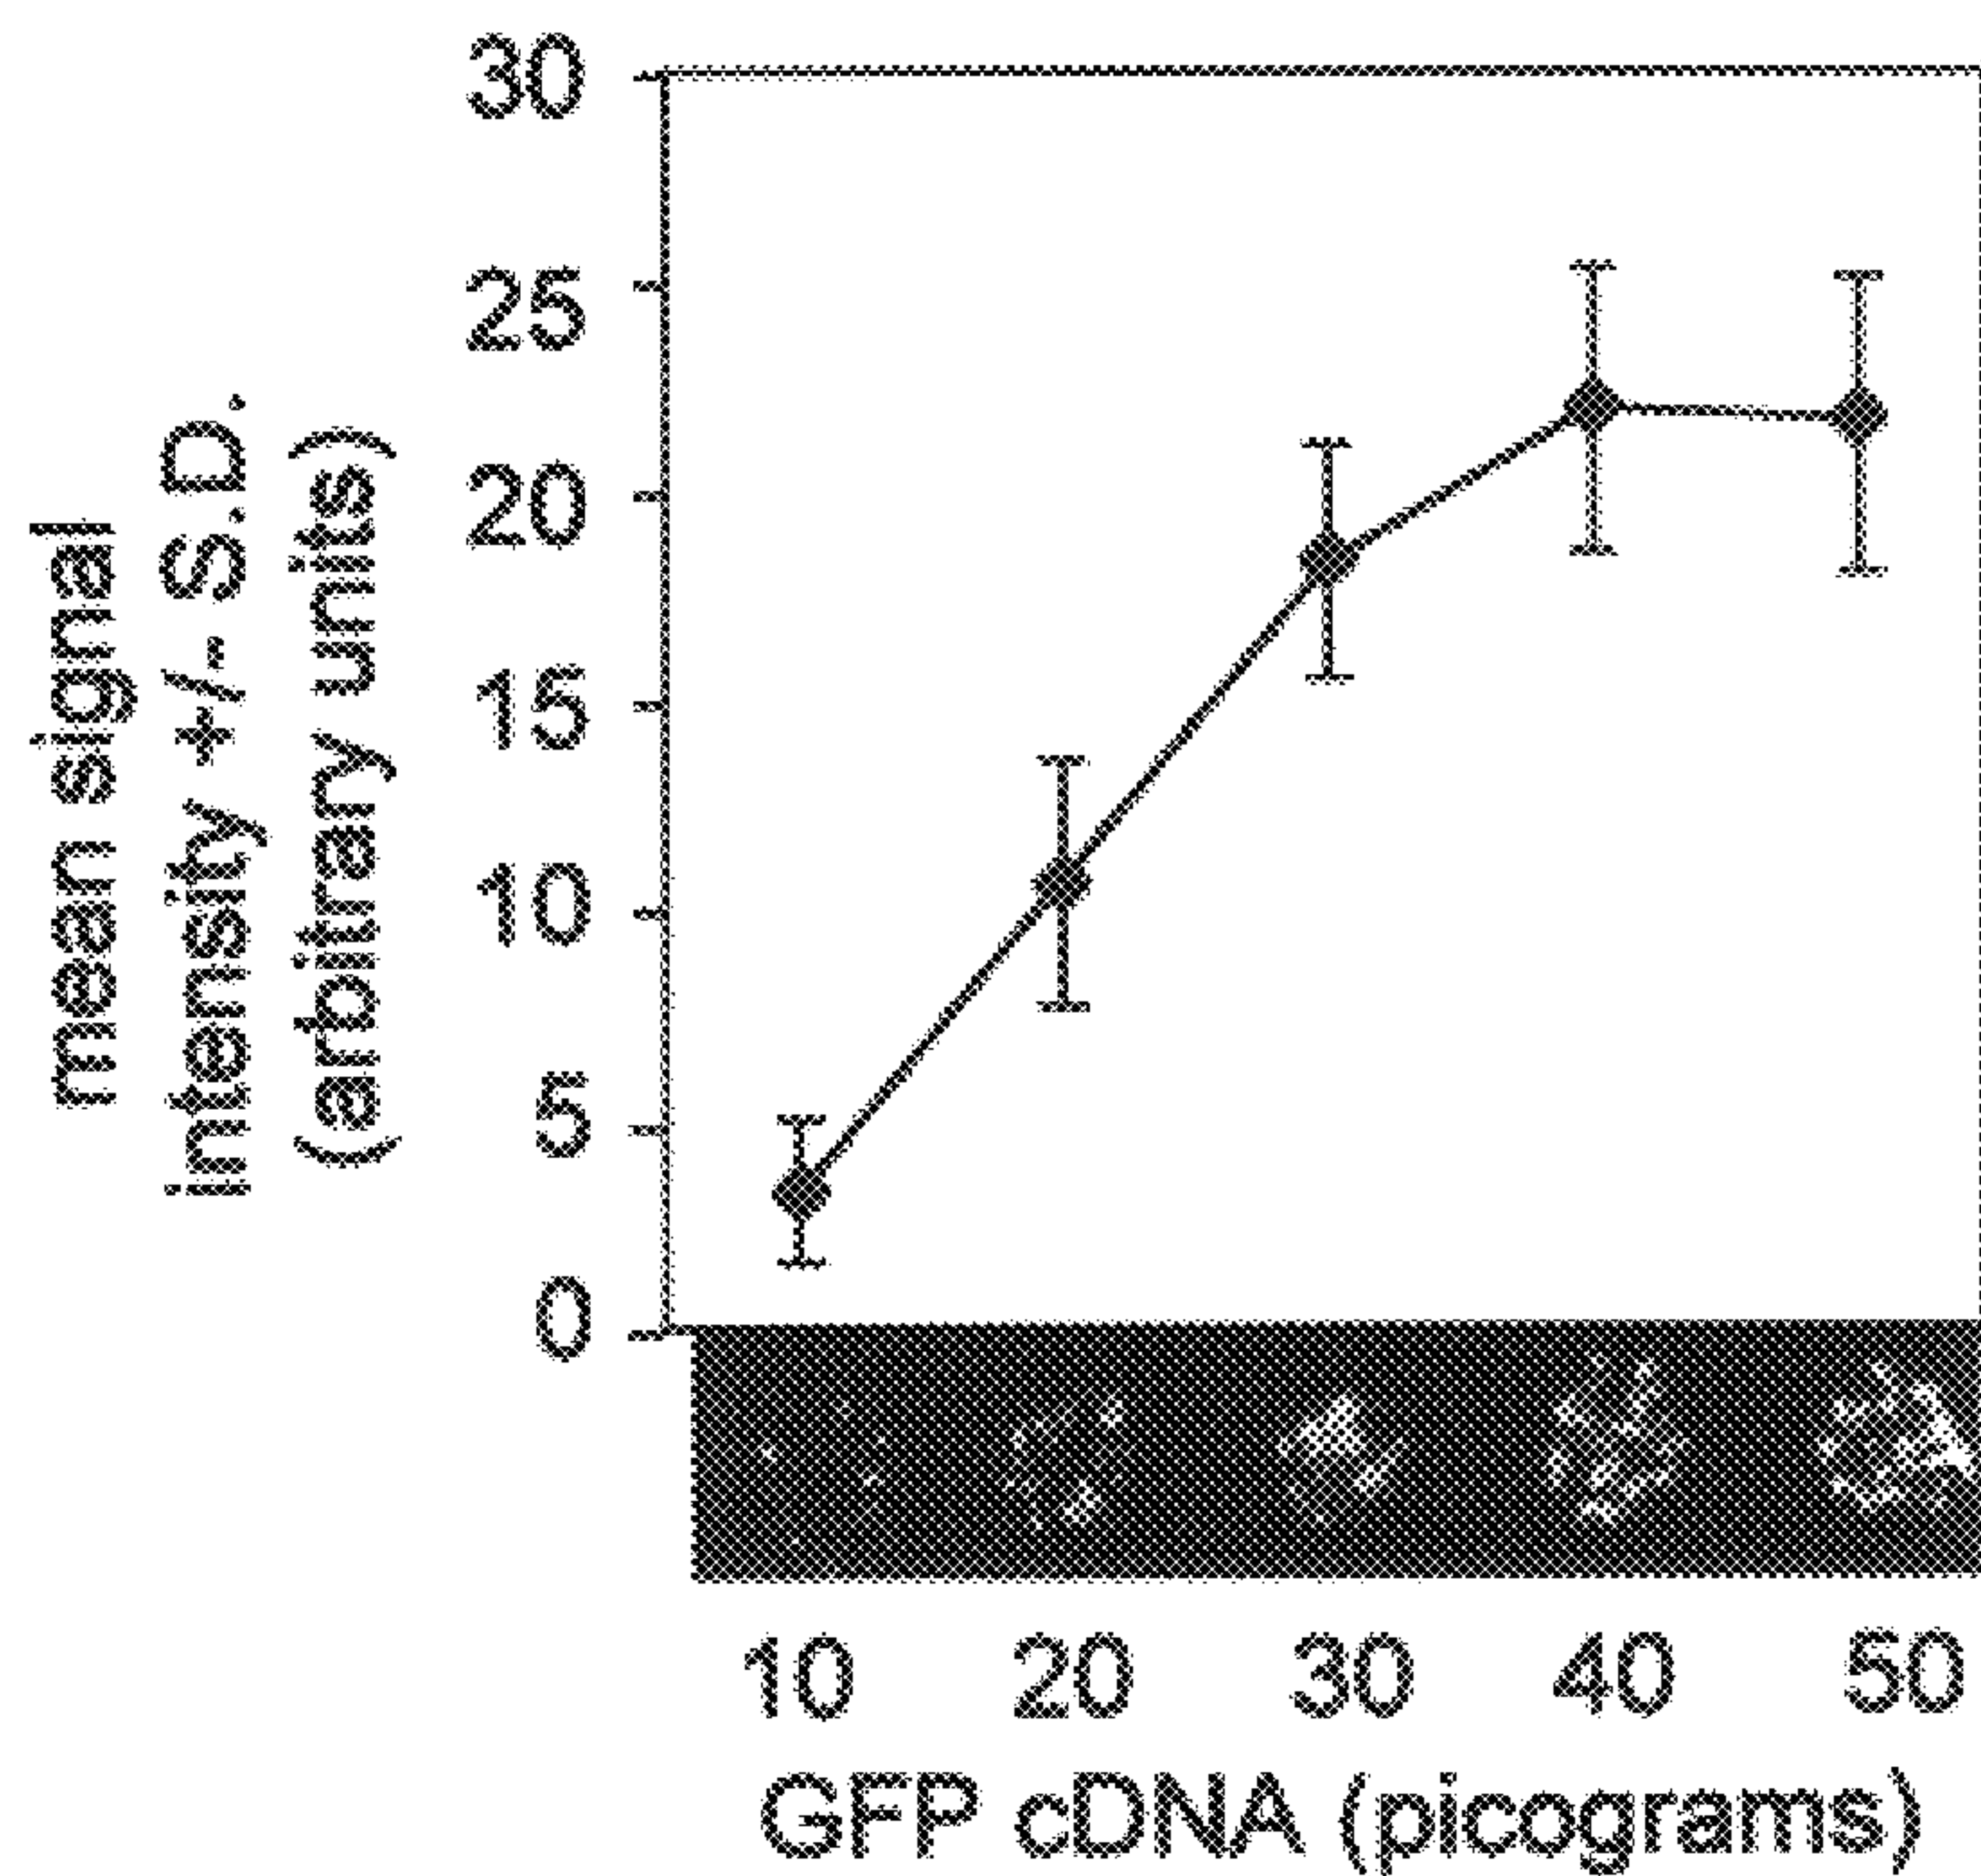 mean signal
intensity +/- S.D.
(arbitrary units)
30
25
20
15
10
5
0
10 20 30 40 50
GFP cDNA (picograms)